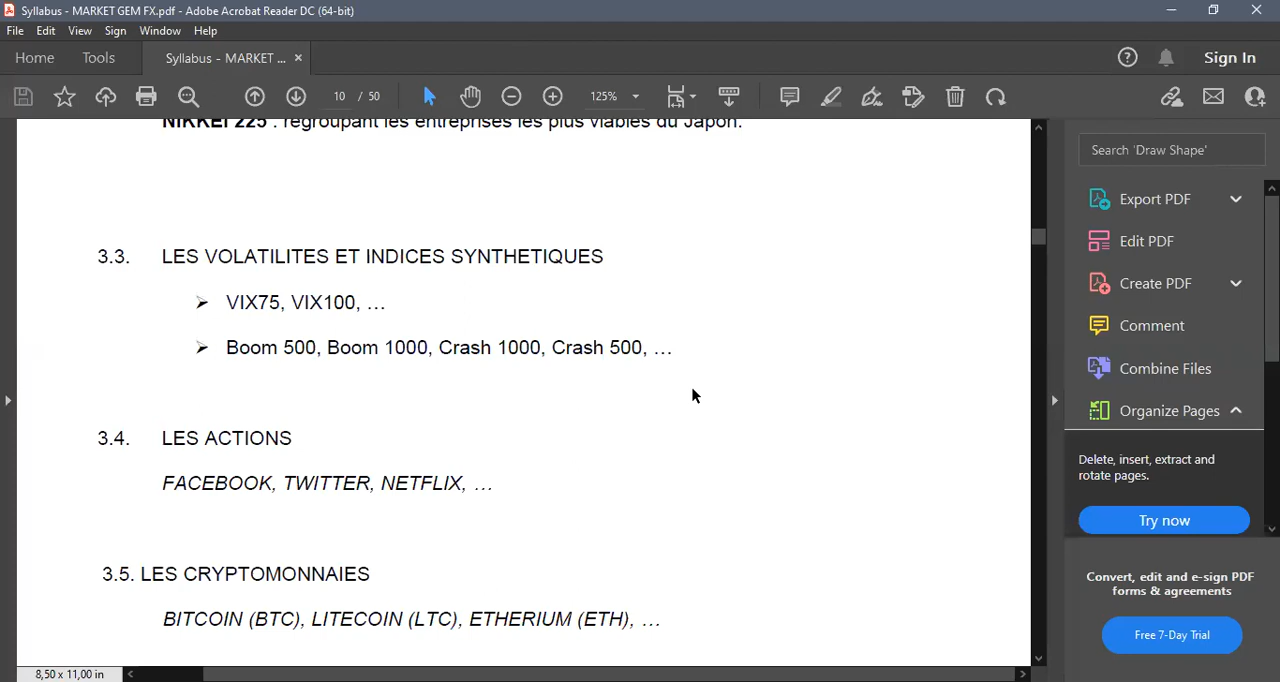 Syllabus - MARKET GEM FX.pdf - Adobe Acrobat Reader DC (64-bit)
File Edit View Sign Window Help
Home Tools Syllabus - MARKET ... × Sign In
10 / 50 125%
NIKKEI 225 : regroupant les entreprises les plus viables du Japon.
3.3. LES VOLATILITES ET INDICES SYNTHETIQUES
➢ VIX75, VIX100, …
➢ Boom 500, Boom 1000, Crash 1000, Crash 500, …
3.4. LES ACTIONS
FACEBOOK, TWITTER, NETFLIX, …
3.5. LES CRYPTOMONNAIES
BITCOIN (BTC), LITECOIN (LTC), ETHERIUM (ETH), …
8,50 x 11,00 in
Search 'Draw Shape'
Export PDF
Edit PDF
Create PDF
Comment
Combine Files
Organize Pages
Delete, insert, extract and
rotate pages.
Try now
Convert, edit and e-sign PDF
forms & agreements
Free 7-Day Trial